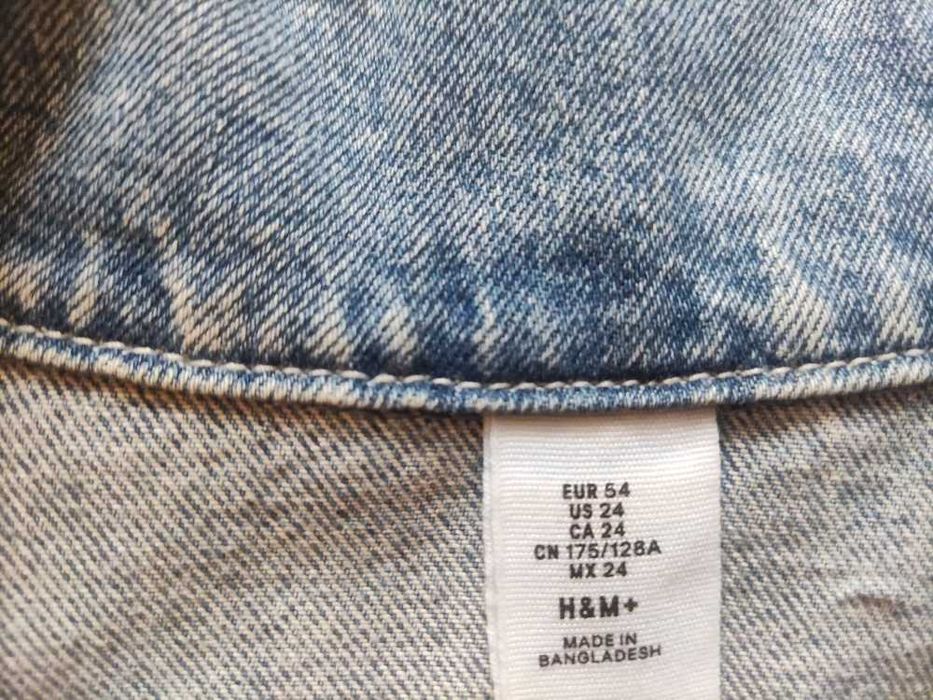 EUR 54
US 24
CA 24
CN 175/128A
MX 24
H&M+
MADE IN
BANGLADESH